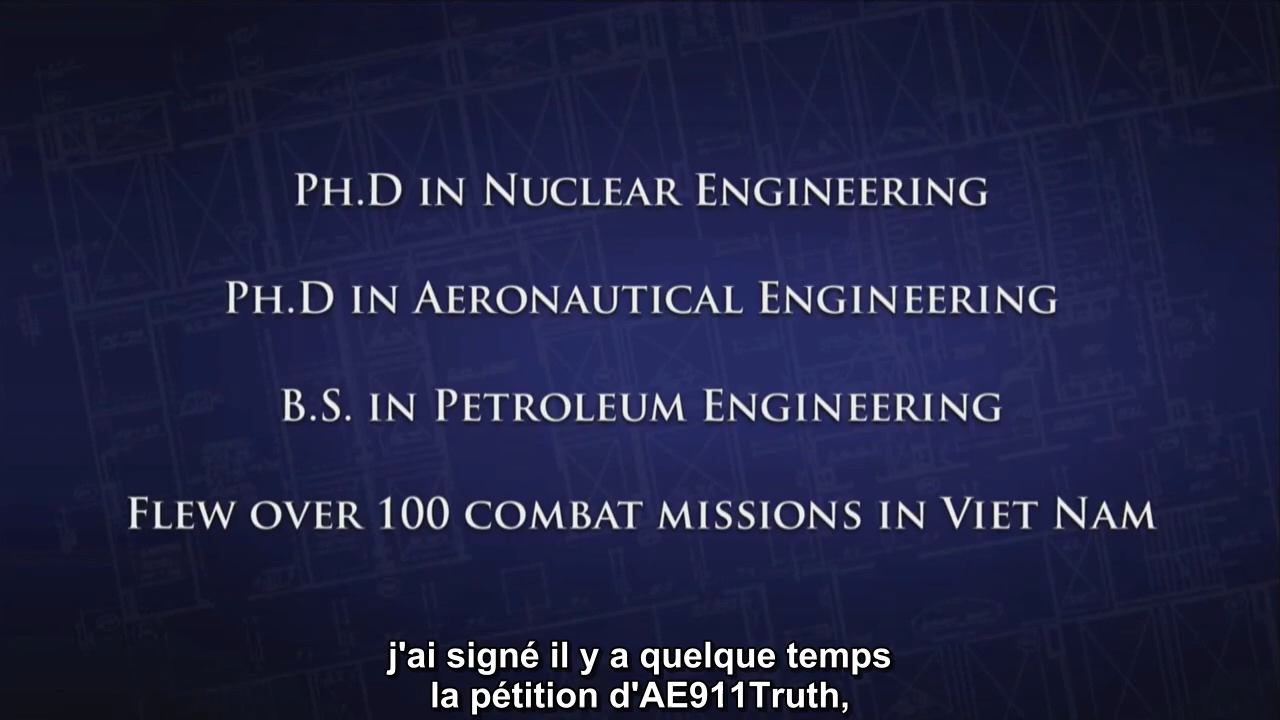 Ph.D in Nuclear Engineering
Ph.D in Aeronautical Engineering
B.S. in Petroleum Engineering
Flew over 100 combat missions in Viet Nam
j'ai signé il y a quelque temps
la pétition d'AE911Truth,